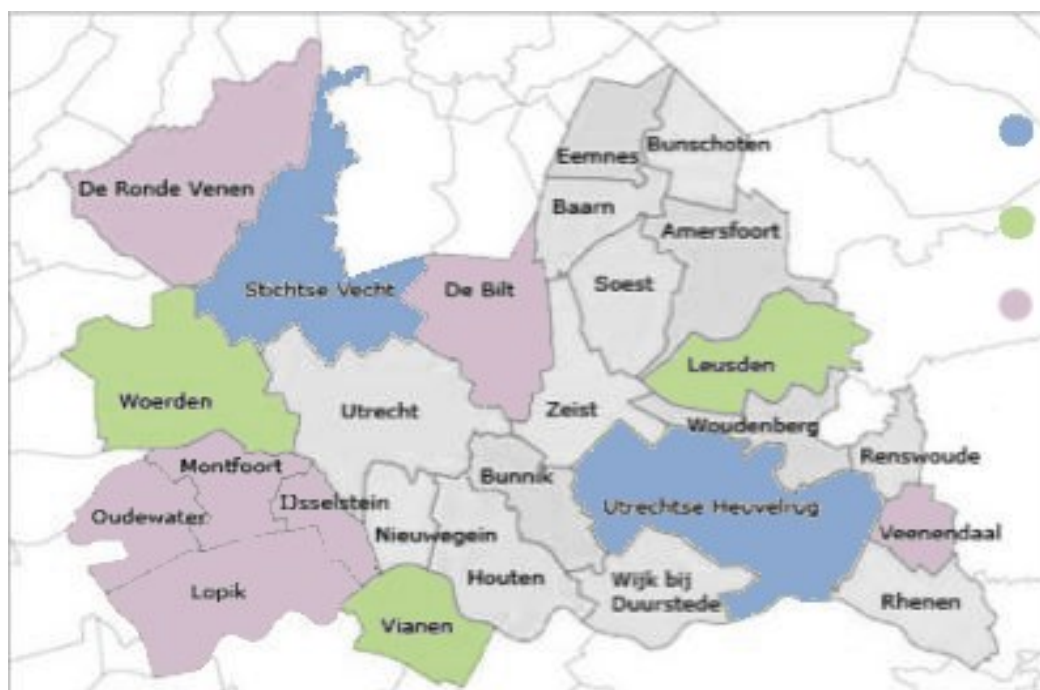 Bunschoten
Eemnes
De Ronde Venen
Baarn
Amersfoort
Stichtse Vecht
De Bilt
Soest
Leusden
Woerden
Utrecht
Zeist
Woudenberg
Montfoort
Renswoude
Bunnik
IJsselstein
Oudewater
Utrechtse Heuvelrug
Nieuwegein
Veenendaal
Houten
Wijk bij
Duurstede
Lopik
Rhenen
Vianen